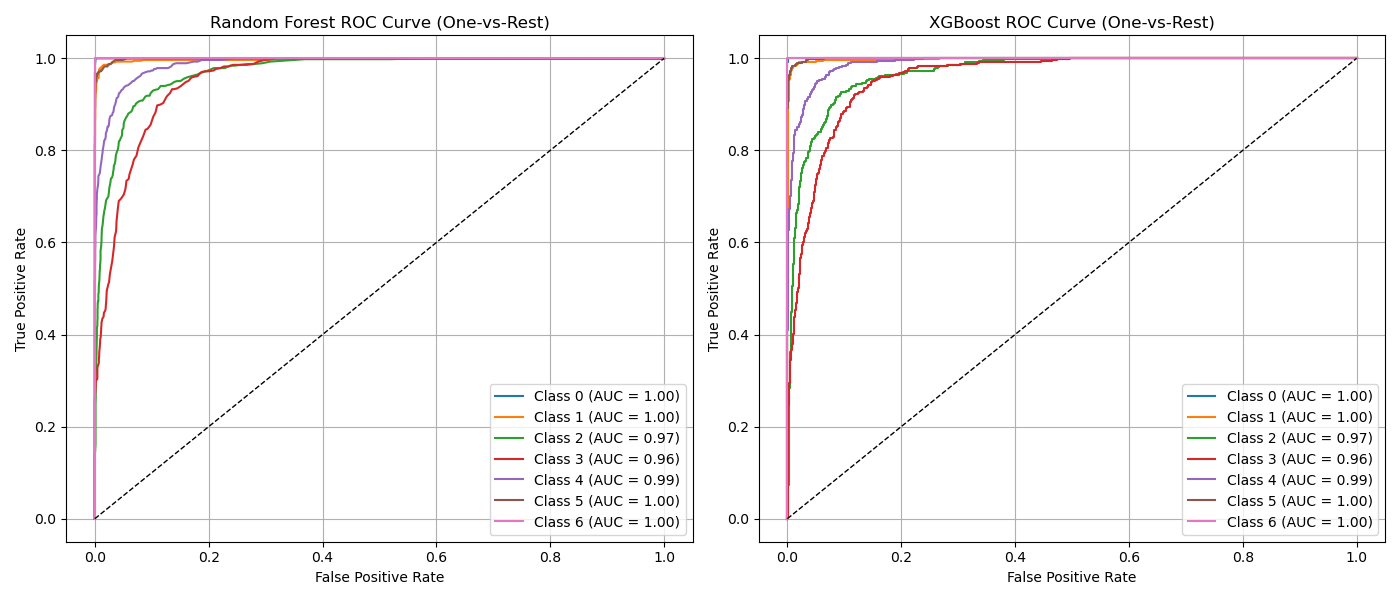 Random Forest ROC Curve (One-vs-Rest)
True Positive Rate
1.0
0.8
0.6
0.4
0.2
0.0
Class 0 (AUC = 1.00)
Class 1 (AUC = 1.00)
Class 2 (AUC = 0.97)
Class 3 (AUC = 0.96)
Class 4 (AUC = 0.99)
Class 5 (AUC = 1.00)
Class 6 (AUC = 1.00)
0.0 0.2 0.4 0.6 0.8 1.0
False Positive Rate
XGBoost ROC Curve (One-vs-Rest)
True Positive Rate
1.0
0.8
0.6
0.4
0.2
0.0
Class 0 (AUC = 1.00)
Class 1 (AUC = 1.00)
Class 2 (AUC = 0.97)
Class 3 (AUC = 0.96)
Class 4 (AUC = 0.99)
Class 5 (AUC = 1.00)
Class 6 (AUC = 1.00)
0.0 0.2 0.4 0.6 0.8 1.0
False Positive Rate